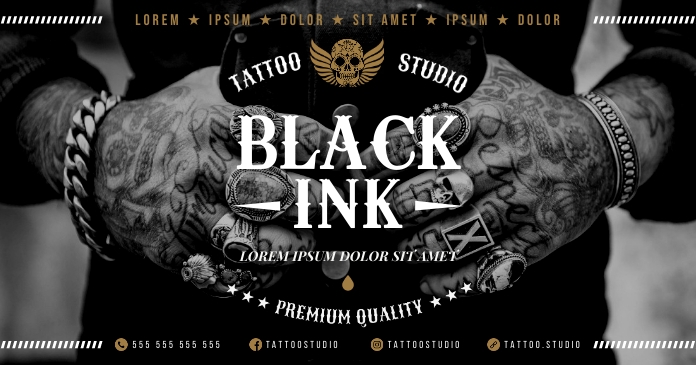 LOREM ★ IPSUM ★ DOLOR ★ SIT AMET ★ IPSUM ★ DOLOR
TATTOO STUDIO
BLACK
INK
LOREM IPSUM DOLOR SIT AMET
★★★ PREMIUM QUALITY ★★★
555 555 555 555 TATTOOSTUDIO TATTOOSTUDIO TATTOO.STUDIO